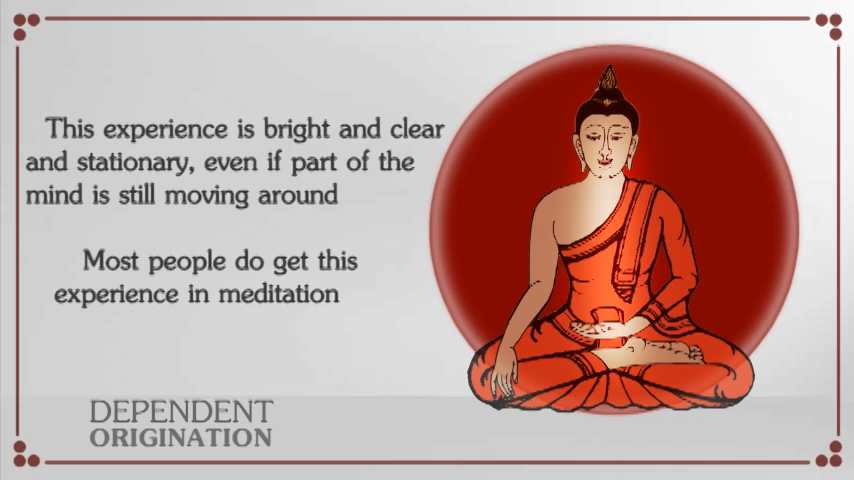 This experience is bright and clear
and stationary, even if part of the
mind is still moving around
Most people do get this
experience in meditation
DEPENDENT
ORIGINATION